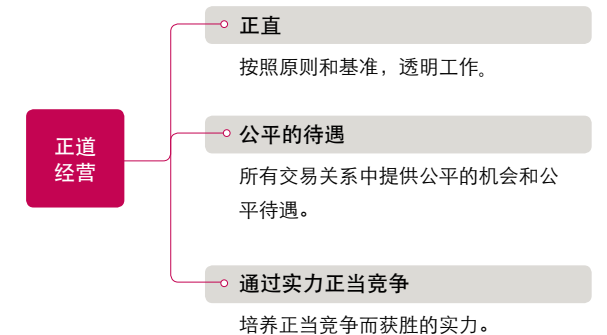 正直
按照原则和基准，透明工作。
正道
经营
公平的待遇
所有交易关系中提供公平的机会和公
平待遇。
通过实力正当竞争
培养正当竞争而获胜的实力。